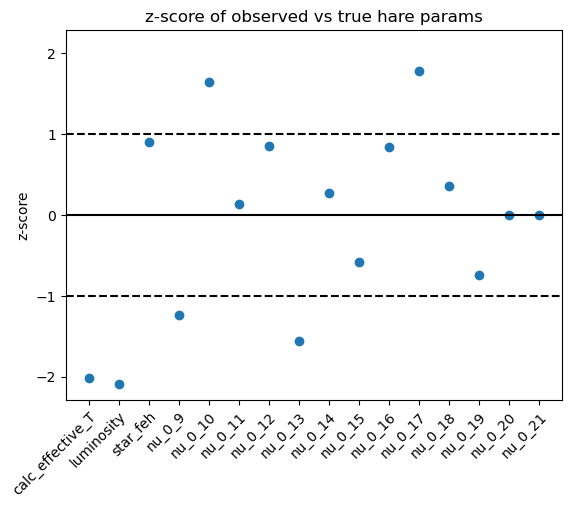 z-score of observed vs true hare params
z-score
2
1
0
−1
−2
calc_effective_T
luminosity
star_feh
nu_0_9
nu_0_10
nu_0_11
nu_0_12
nu_0_13
nu_0_14
nu_0_15
nu_0_16
nu_0_17
nu_0_18
nu_0_19
nu_0_20
nu_0_21